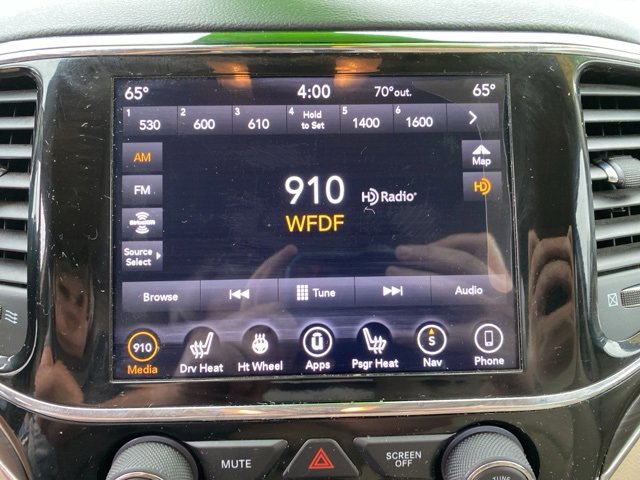 65° 4:00 70°out. 65°
1 530 2 600 3 610 4 Hold to Set 5 1400 6 1600
AM
FM
SiriusXM
Source Select
910
HD Radio
WFDF
Map
HD
Browse Tune Audio
910 S
Media Drv Heat Ht Wheel Apps Psgr Heat Nav Phone
MUTE SCREEN OFF
TUNE